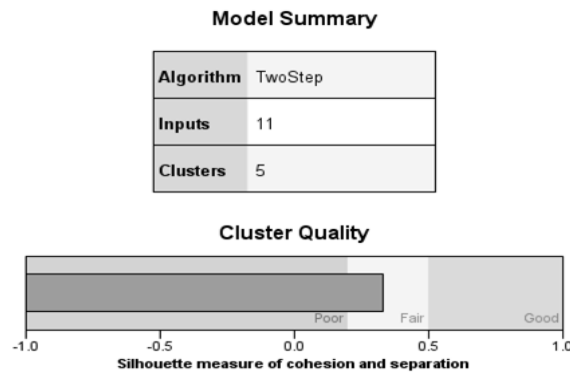 Model Summary
Algorithm TwoStep
Inputs 11
Clusters 5
Cluster Quality
Poor Fair Good
-1.0 -0.5 0.0 0.5 1.0
Silhouette measure of cohesion and separation